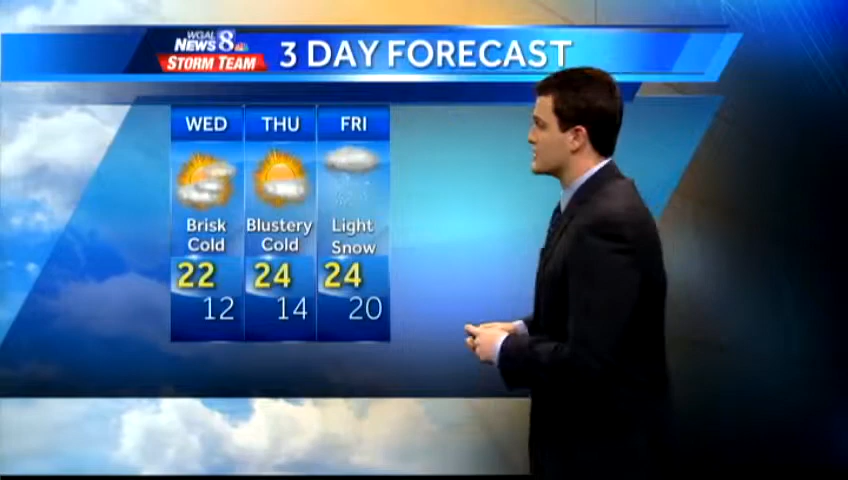 WGAL
NEWS 8
STORM TEAM
3 DAY FORECAST
WED
THU
FRI
Brisk
Cold
Blustery
Cold
Light
Snow
22
24
24
12
14
20